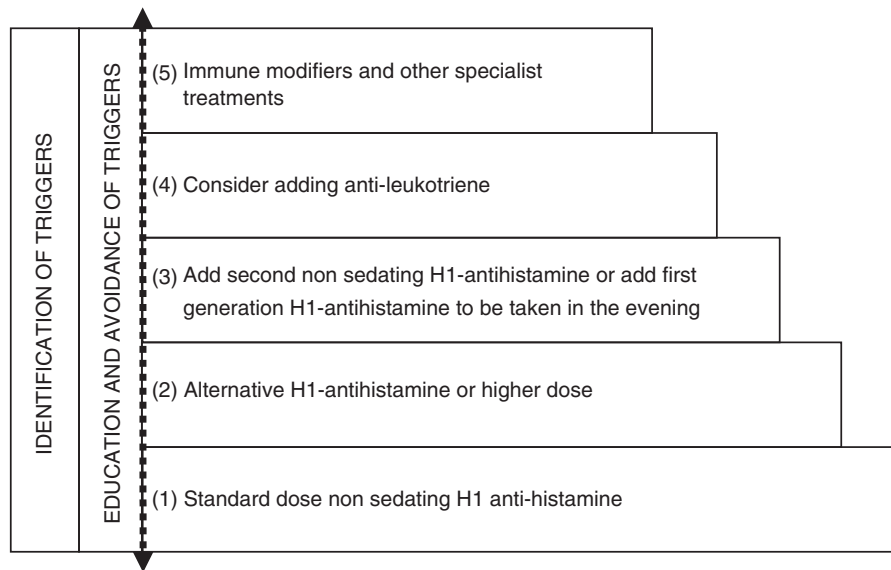 IDENTIFICATION OF TRIGGERS
EDUCATION AND AVOIDANCE OF TRIGGERS
(5) Immune modifiers and other specialist
treatments
(4) Consider adding anti-leukotriene
(3) Add second non sedating H1-antihistamine or add first
generation H1-antihistamine to be taken in the evening
(2) Alternative H1-antihistamine or higher dose
(1) Standard dose non sedating H1 anti-histamine